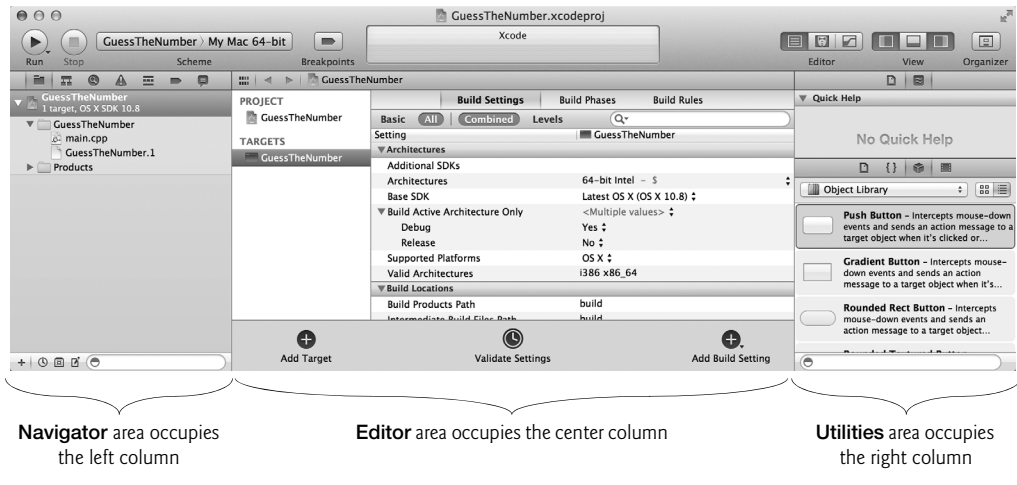 GuessTheNumber.xcodeproj
GuessTheNumber
My Mac 64-bit
Xcode
Run
Stop
Scheme
Breakpoints
Editor
View
Organizer
GuessTheNumber
GuessTheNumber
1 target, OS X SDK 10.8
GuessTheNumber
main.cpp
GuessTheNumber.1
Products
PROJECT
GuessTheNumber
TARGETS
GuessTheNumber
Build Settings
Build Phases
Build Rules
Basic
All
Combined
Levels
Setting
GuessTheNumber
Architectures
Additional SDKs
Architectures
64-bit Intel - $
Base SDK
Latest OS X (OS X 10.8)
Build Active Architecture Only
<Multiple values>
Debug
Yes
Release
No
Supported Platforms
OS X
Valid Architectures
i386 x86_64
Build Locations
Build Products Path
build
Intermediate Build Files Path
build
Add Target
Validate Settings
Add Build Setting
Quick Help
No Quick Help
{ }
Object Library
Push Button – Intercepts mouse-down
events and sends an action message to a
target object when it's clicked or...
Gradient Button – Intercepts mouse-
down events and sends an action
message to a target object when it's...
Rounded Rect Button – Intercepts
mouse-down events and sends an
action message to a target object...
Rounded Textured Button
Navigator area occupies
the left column
Editor area occupies the center column
Utilities area occupies
the right column